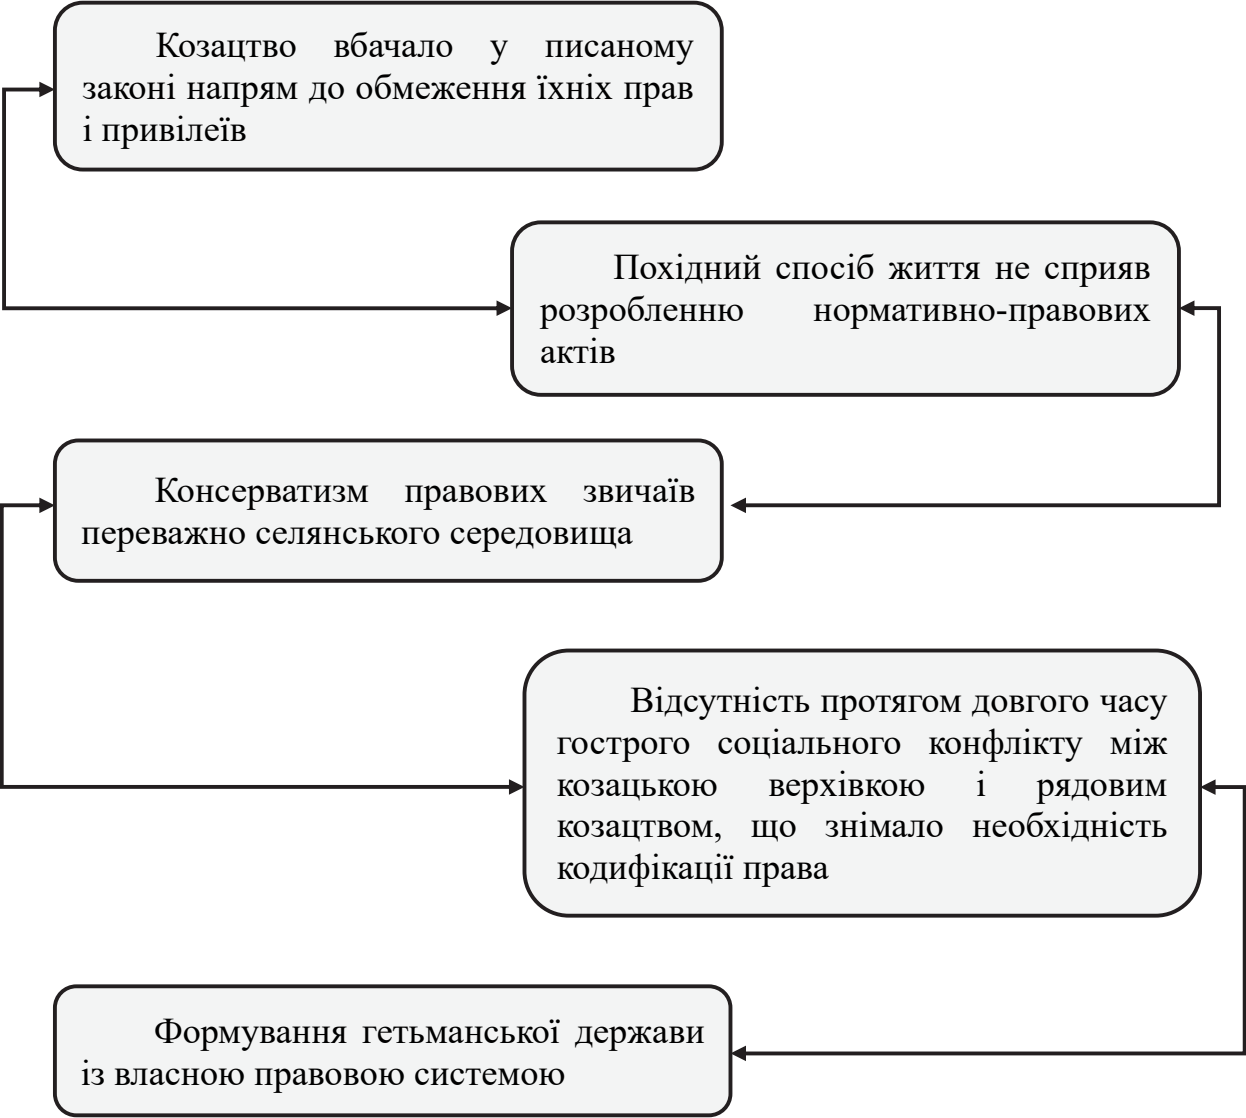 Козацтво вбачало у писаному
законі напрям до обмеження їхніх прав
і привілеїв
Похідний спосіб життя не сприяв
розробленню нормативно-правових
актів
Консерватизм правових звичаїв
переважно селянського середовища
Відсутність протягом довгого часу
гострого соціального конфлікту між
козацькою верхівкою і рядовим
козацтвом, що знімало необхідність
кодифікації права
Формування гетьманської держави
із власною правовою системою